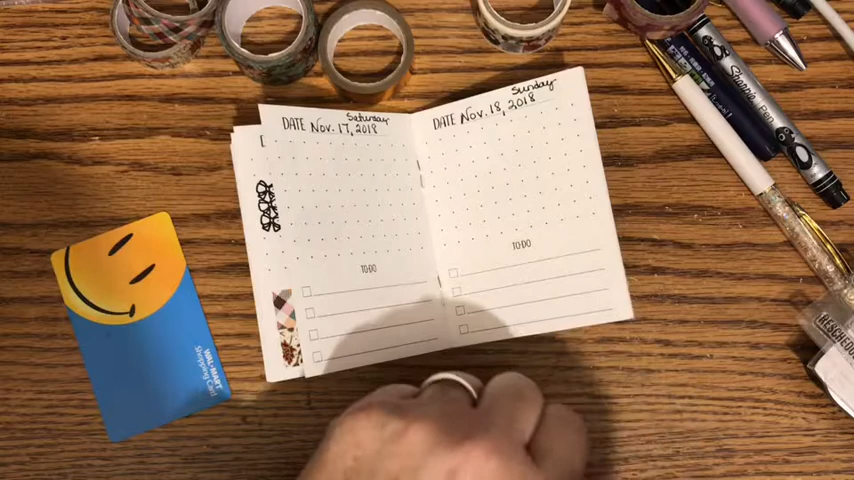 Saturday
DATE Nov. 17, 2018
TO-DO
Sunday
DATE Nov. 18, 2018
TO-DO
WAL-MART
Shopping Card
Sharpie Pen
RESCHEDU